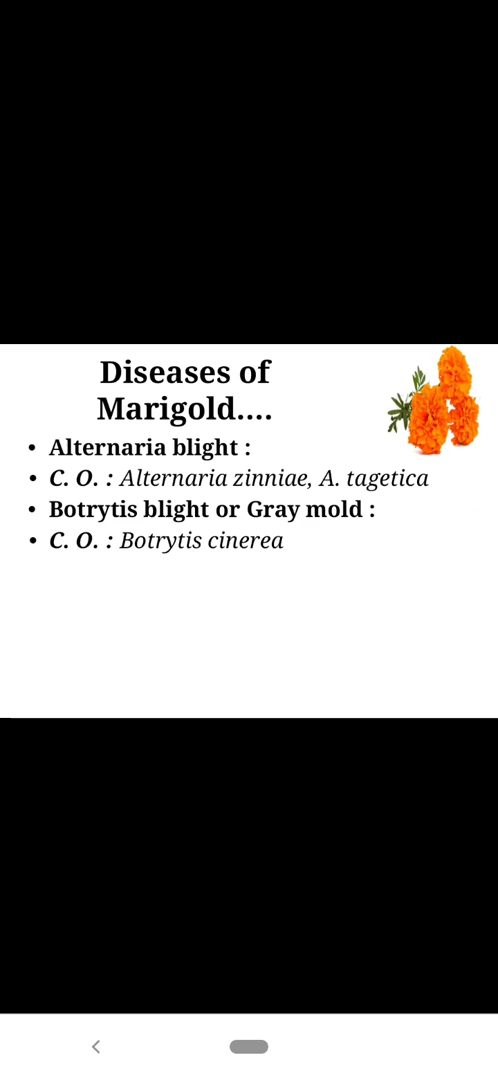 Diseases of
Marigold....
• Alternaria blight :
• C. O. : Alternaria zinniae, A. tagetica
• Botrytis blight or Gray mold :
• C. O. : Botrytis cinerea